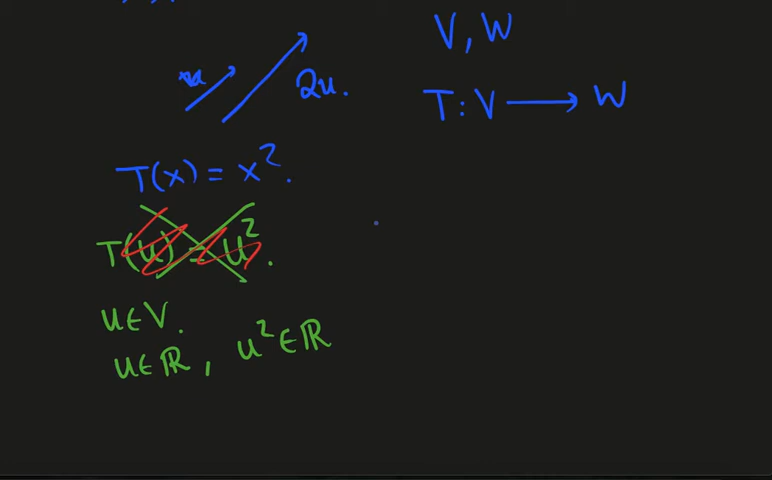 V, W
u
2u.
T: V ⟶ W
T(x) = x².
T(u) = u².
u∈V.
u∈ℝ, u²∈ℝ